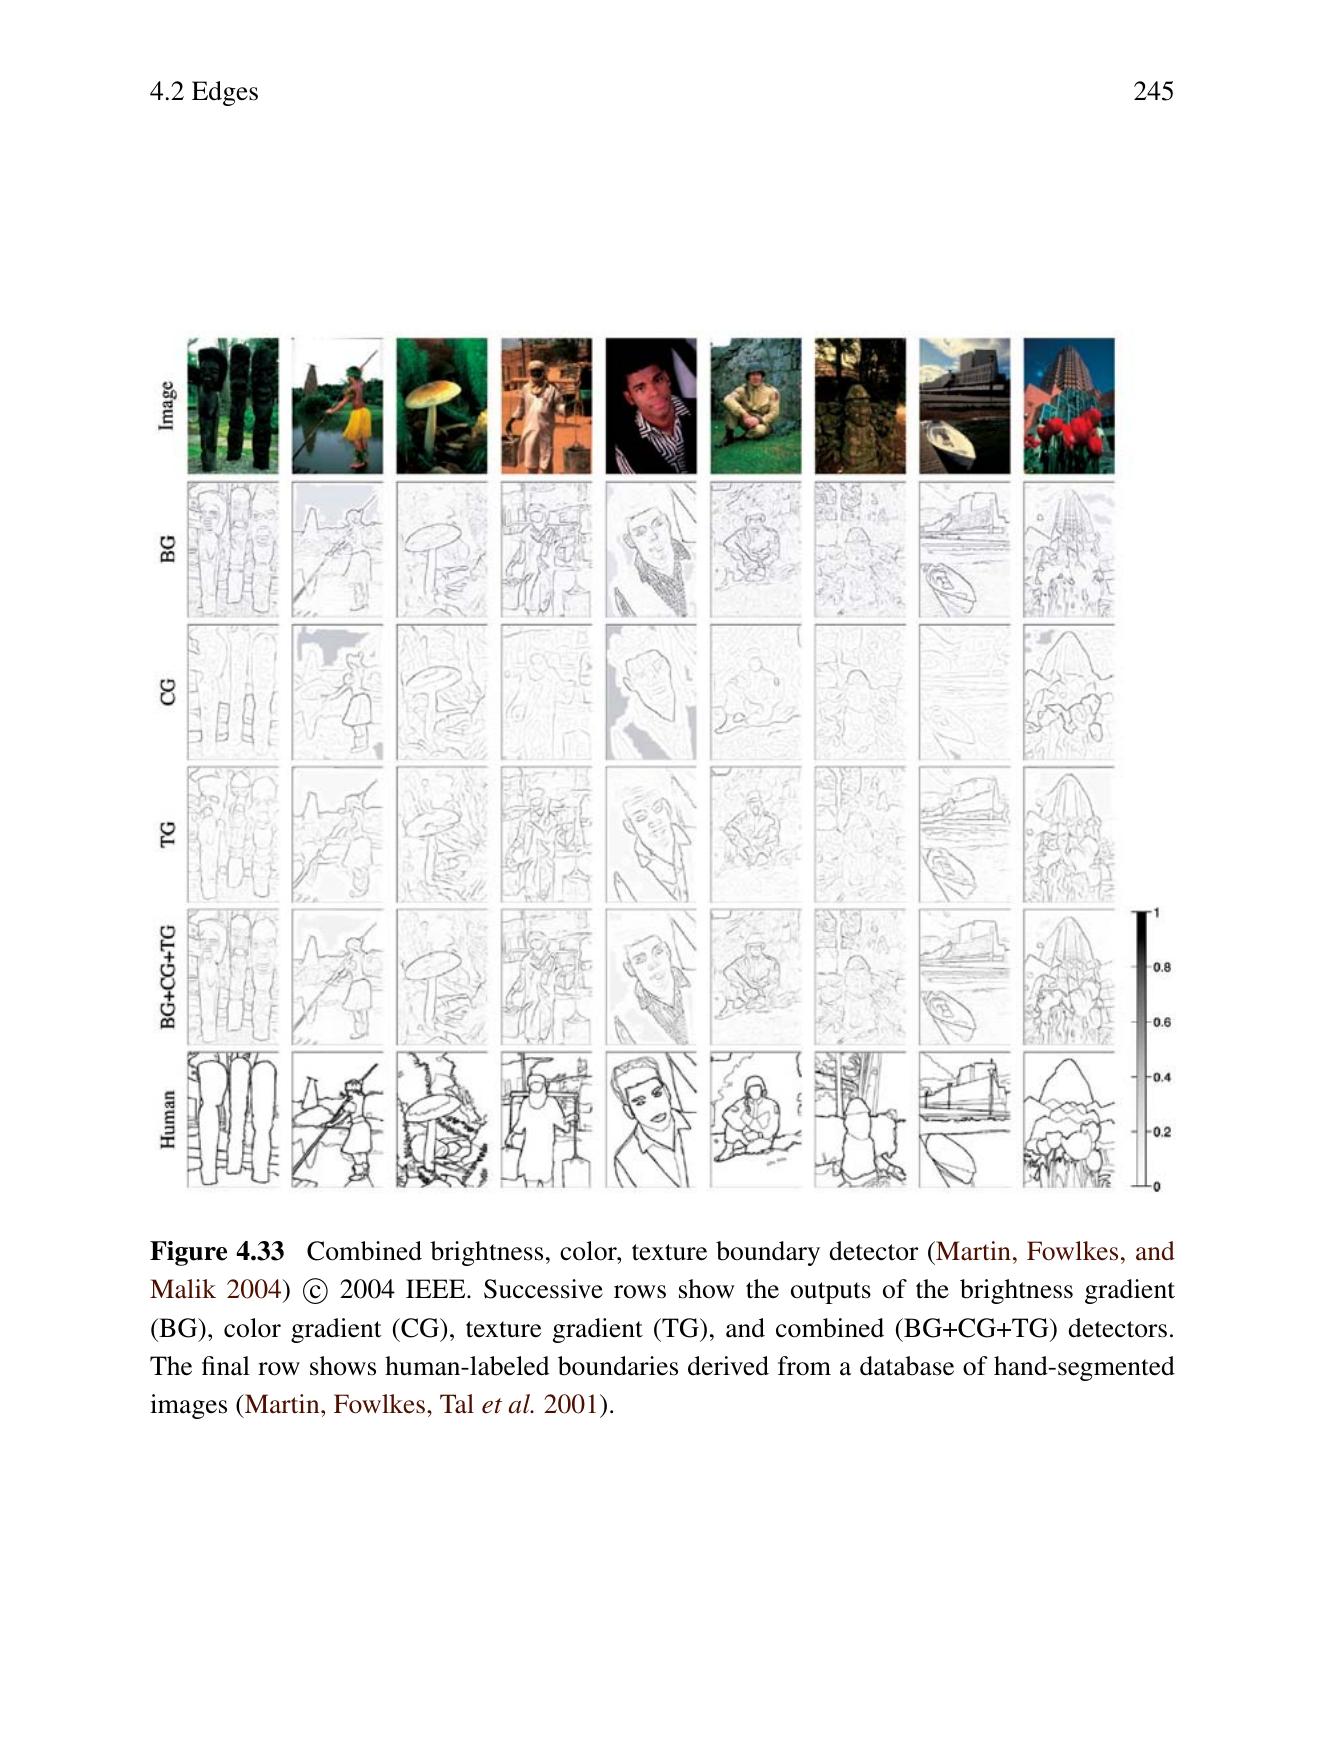 4.2 Edges 245
Image
BG
CG
TG
BG+CG+TG
Human
1
0.8
0.6
0.4
0.2
0
Figure 4.33 Combined brightness, color, texture boundary detector (Martin, Fowlkes, and
Malik 2004) © 2004 IEEE. Successive rows show the outputs of the brightness gradient
(BG), color gradient (CG), texture gradient (TG), and combined (BG+CG+TG) detectors.
The final row shows human-labeled boundaries derived from a database of hand-segmented
images (Martin, Fowlkes, Tal et al. 2001).